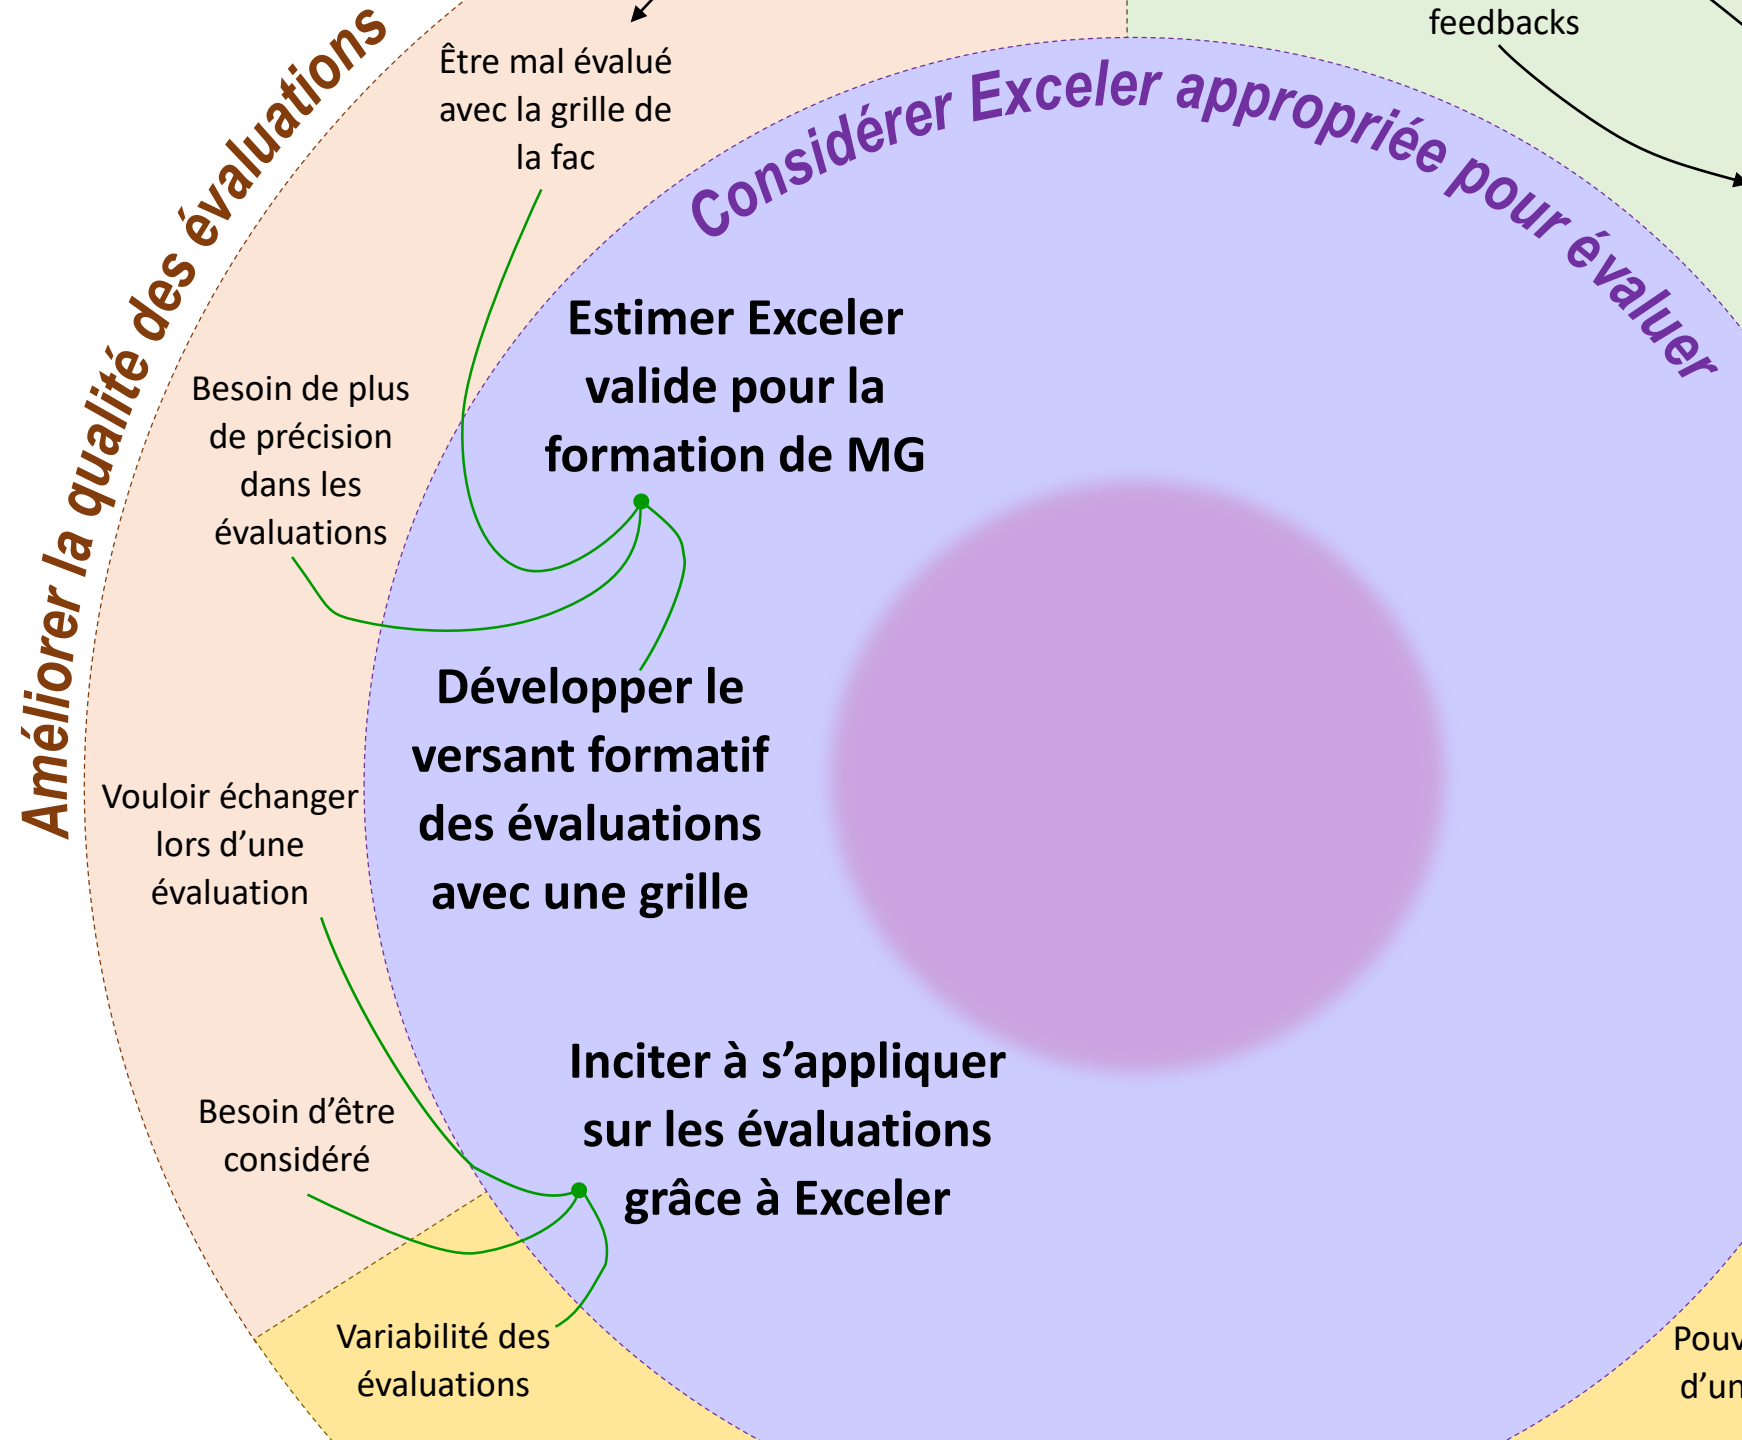 Améliorer la qualité des évaluations
Être mal évalué
avec la grille de
la fac
feedbacks
Considérer Exceler appropriée pour évaluer
Estimer Exceler
valide pour la
formation de MG
Besoin de plus
de précision
dans les
évaluations
Développer le
versant formatif
des évaluations
avec une grille
Vouloir échanger
lors d’une
évaluation
Inciter à s’appliquer
sur les évaluations
grâce à Exceler
Besoin d’être
considéré
Variabilité des
évaluations
Pouv
d’un